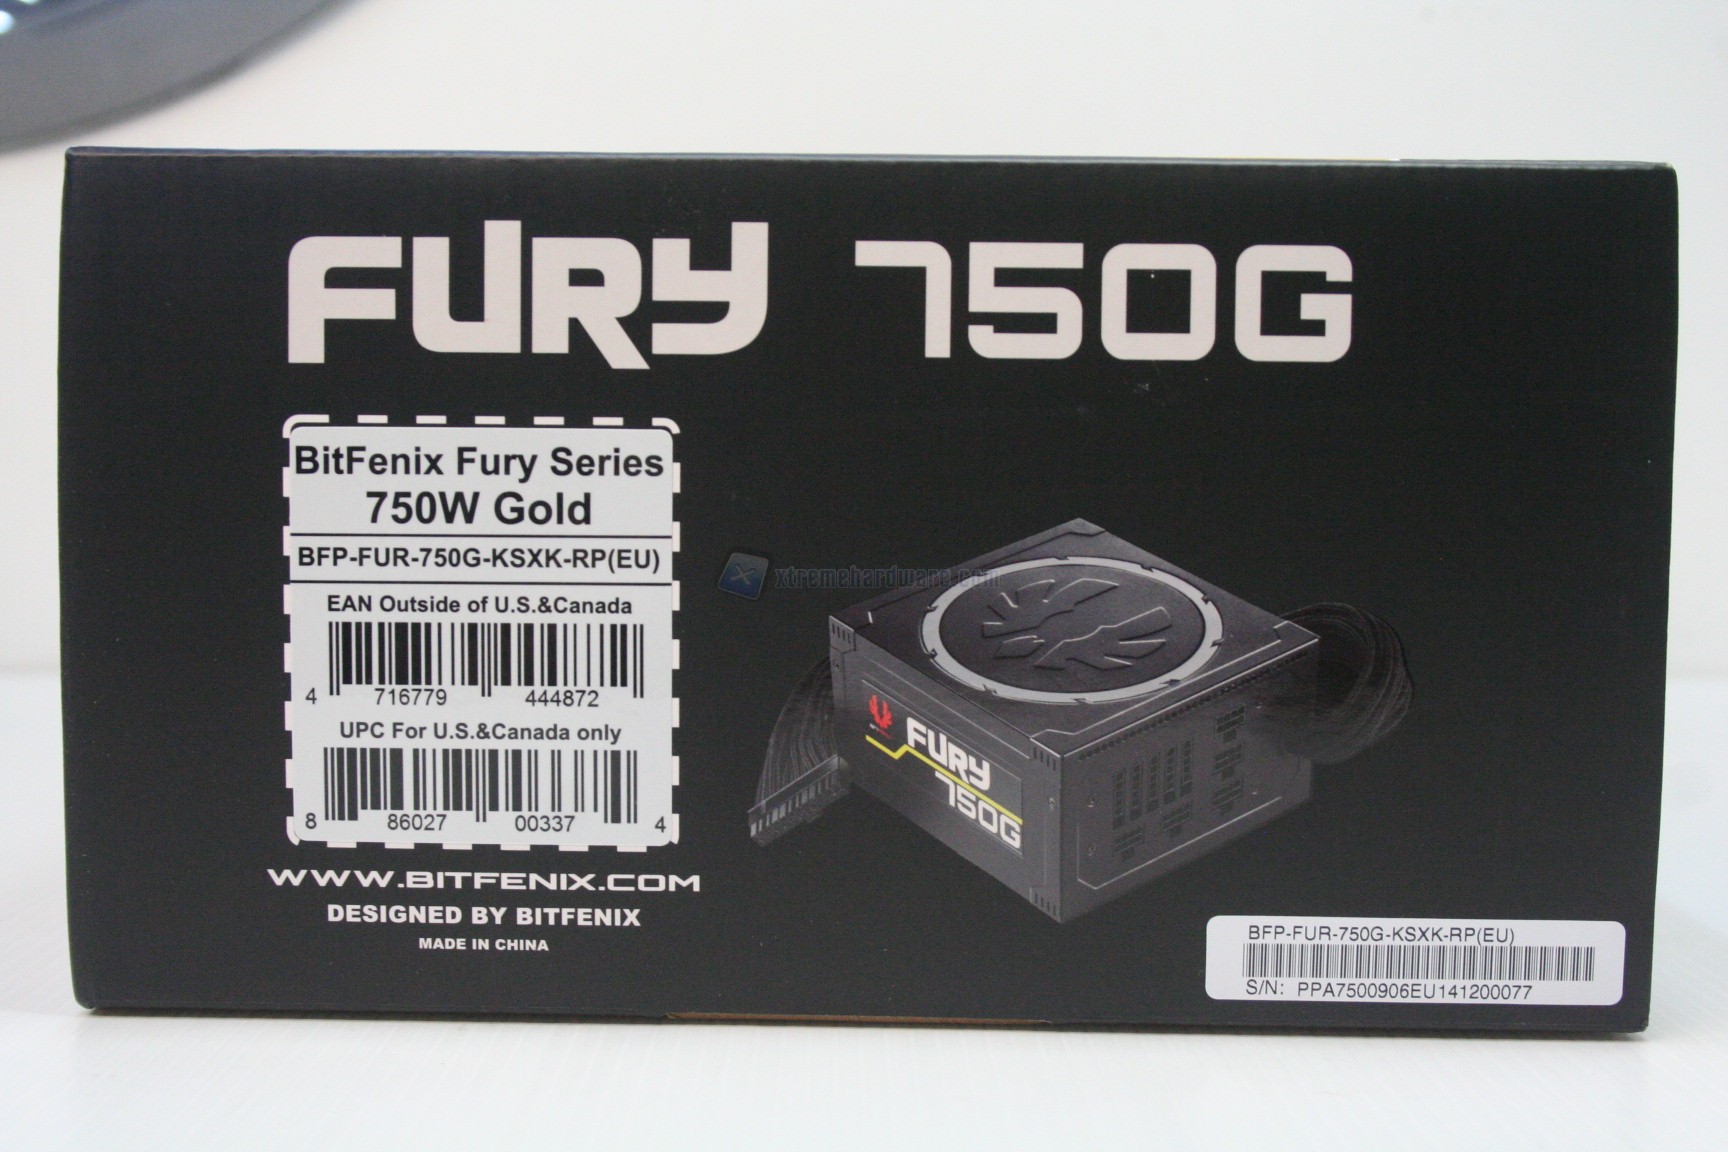 FURY 750G
BitFenix Fury Series
750W Gold
BFP-FUR-750G-KSXK-RP(EU)
EAN Outside of U.S.&Canada
4 716779 444872
UPC For U.S.&Canada only
8 86027 00337 4
WWW.BITFENIX.COM
DESIGNED BY BITFENIX
MADE IN CHINA
xtremehardware.com
FURY
750G
BFP-FUR-750G-KSXK-RP(EU)
S/N: PPA7500906EU141200077